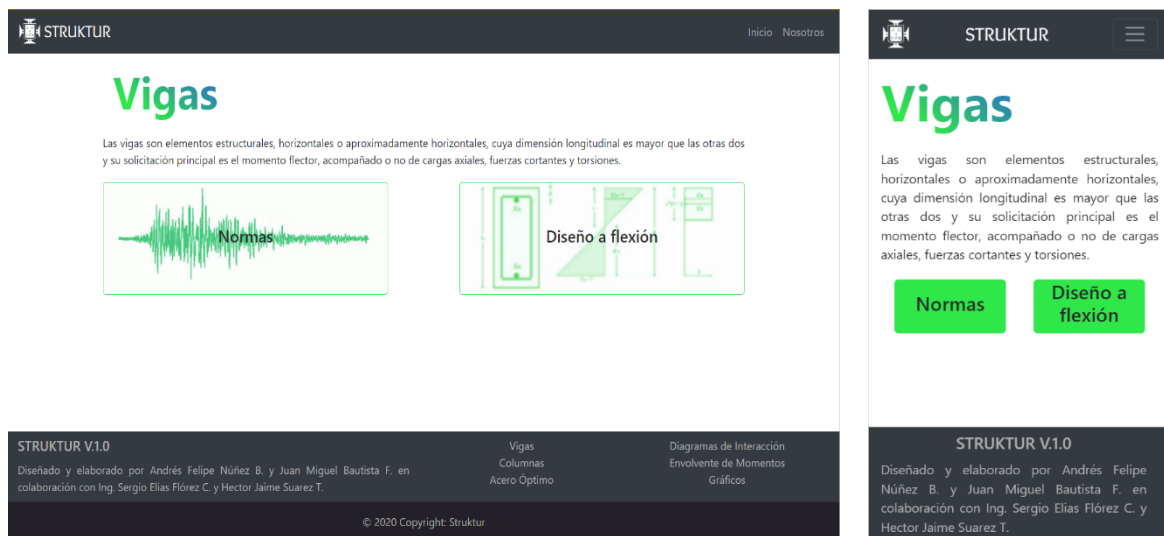 STRUKTUR
Inicio Nosotros
Vigas
Las vigas son elementos estructurales, horizontales o aproximadamente horizontales, cuya dimensión longitudinal es mayor que las otras dos
y su solicitación principal es el momento flector, acompañado o no de cargas axiales, fuerzas cortantes y torsiones.
Normas
Diseño a flexión
STRUKTUR V.1.0
Diseñado y elaborado por Andrés Felipe Núñez B. y Juan Miguel Bautista F. en
colaboración con Ing. Sergio Elias Flórez C. y Hector Jaime Suarez T.
Vigas
Columnas
Acero Óptimo
Diagramas de Interacción
Envolvente de Momentos
Gráficos
© 2020 Copyright: Struktur
STRUKTUR
Vigas
Las vigas son elementos estructurales,
horizontales o aproximadamente horizontales,
cuya dimensión longitudinal es mayor que las
otras dos y su solicitación principal es el
momento flector, acompañado o no de cargas
axiales, fuerzas cortantes y torsiones.
Normas
Diseño a
flexión
STRUKTUR V.1.0
Diseñado y elaborado por Andrés Felipe
Núñez B. y Juan Miguel Bautista F. en
colaboración con Ing. Sergio Elias Flórez C. y
Hector Jaime Suarez T.